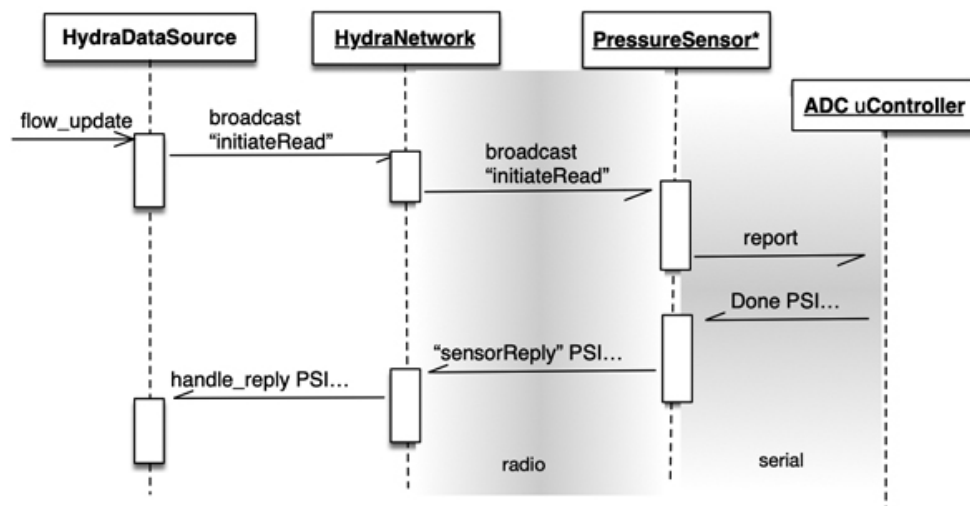 HydraDataSource
HydraNetwork
PressureSensor*
ADC uController
flow_update
broadcast
“initiateRead”
broadcast
“initiateRead”
report
Done PSI...
“sensorReply” PSI...
handle_reply PSI...
radio
serial